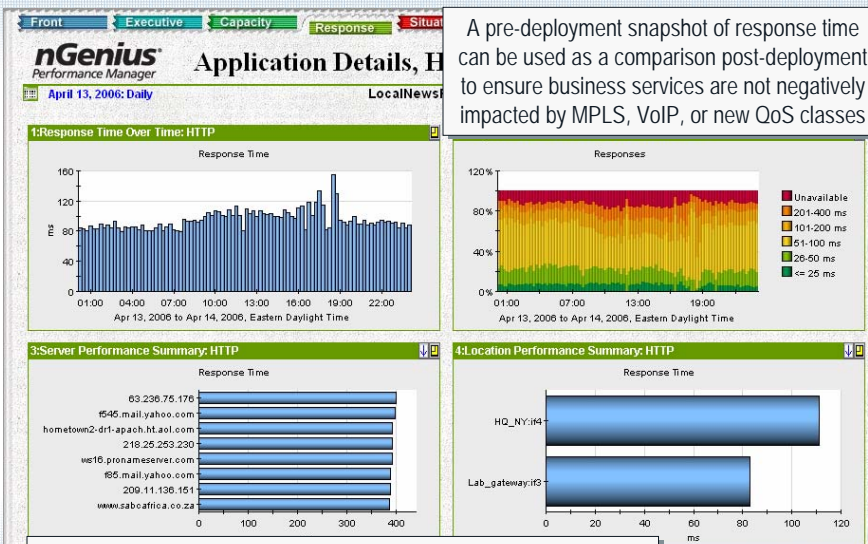 Front
Executive
Capacity
Response
Situat
A pre-deployment snapshot of response time
can be used as a comparison post-deployment
to ensure business services are not negatively
impacted by MPLS, VoIP, or new QoS classes
nGenius
Performance Manager
Application Details, H
April 13, 2006: Daily
LocalNewsF
1:Response Time Over Time: HTTP
Response Time
160
120
80
40
0
ms
01:00 04:00 07:00 10:00 13:00 16:00 19:00 22:00
Apr 13, 2006 to Apr 14, 2006, Eastern Daylight Time
Responses
120%
80%
40%
0%
01:00 07:00 13:00 19:00
Apr 13, 2006 to Apr 14, 2006, Eastern Daylight Time
Unavailable
201-400 ms
101-200 ms
51-100 ms
26-50 ms
<= 25 ms
3:Server Performance Summary: HTTP
Response Time
63.236.75.176
f545.mail.yahoo.com
hometown2-dr1-apach.ht.aol.com
218.25.253.230
ws16.pronameserver.com
f85.mail.yahoo.com
209.11.136.151
www.sabcafrica.co.za
0 100 200 300 400
4:Location Performance Summary: HTTP
Response Time
HQ_NY:if4
Lab_gateway:if3
0 20 40 60 80 100 120
ms